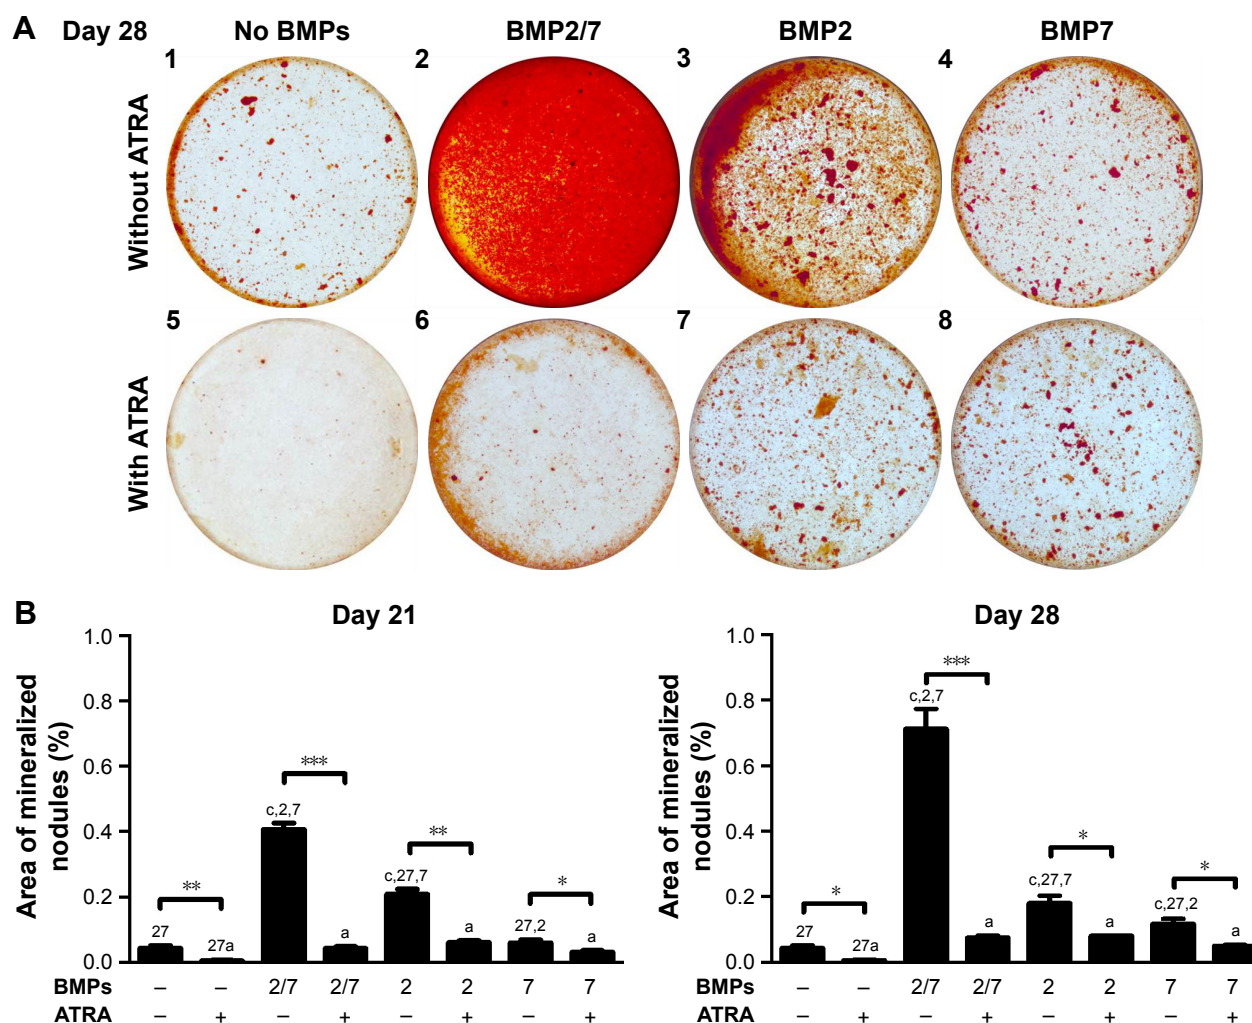 A Day 28 No BMPs BMP2/7 BMP2 BMP7
1 2 3 4
Without ATRA
5 6 7 8
With ATRA
B
Day 21
Area of mineralized
nodules (%)
1.0
0.8
0.6
0.4
0.2
0.0
** *** ** *
27 27a c,2,7 a c,27,7 a 27,2 a
BMPs – – 2/7 2/7 2 2 7 7
ATRA – + – + – + – +
Day 28
Area of mineralized
nodules (%)
1.0
0.8
0.6
0.4
0.2
0.0
* *** * *
27 27a c,2,7 a c,27,7 a c,27,2 a
BMPs – – 2/7 2/7 2 2 7 7
ATRA – + – + – + – +